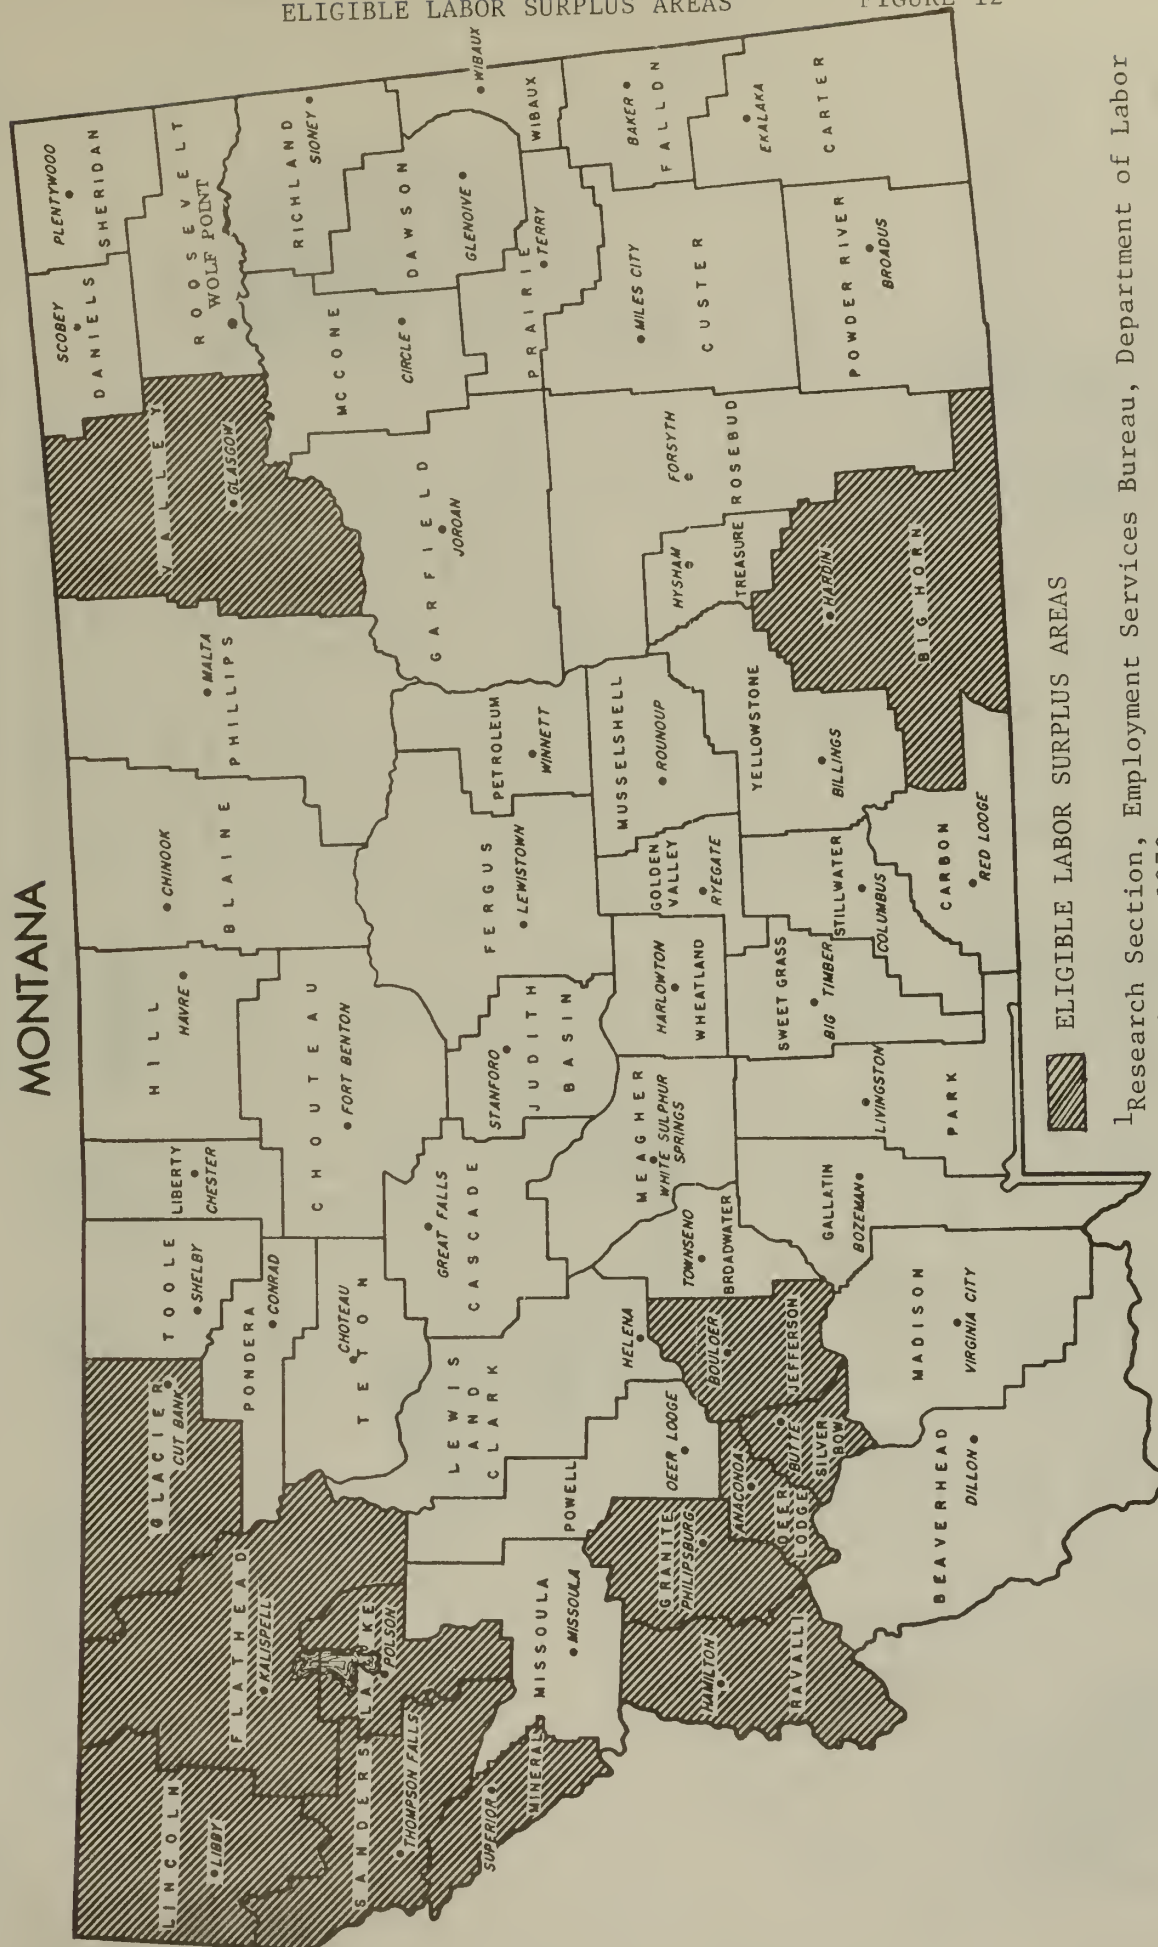 ELIGIBLE LABOR SURPLUS AREAS
FIGURE 12
MONTANA
LINCOLN
LIBBY
FLATHEAD
KALISPELL
GLACIER
CUT BANK
TOOLE
SHELBY
LIBERTY
CHESTER
HILL
HAVRE
BLAINE
CHINOOK
PHILLIPS
MALTA
VALLEY
GLASGOW
DANIELS
SCOBEY
SHERIDAN
PLENTYWOOD
ROOSEVELT
WOLF POINT
SANDERS
THOMPSON FALLS
LAKE
POLSON
PONDERA
CONRAD
TETON
CHOTEAU
CHOUTEAU
FORT BENTON
RICHLAND
SIDNEY
MCCONE
CIRCLE
DAWSON
GLENDIVE
GARFIELD
JORDAN
MINERAL
SUPERIOR
MISSOULA
MISSOULA
POWELL
DEER LODGE
LEWIS
AND
CLARK
HELENA
CASCADE
GREAT FALLS
JUDITH
BASIN
STANFORD
FERGUS
LEWISTOWN
PETROLEUM
WINNETT
PRAIRIE
TERRY
WIBAUX
WIBAUX
RAVALLI
HAMILTON
GRANITE
PHILIPSBURG
DEER
LODGE
ANACONDA
SILVER
BOW
BUTTE
JEFFERSON
BOULDER
BROADWATER
TOWNSEND
MEAGHER
WHITE SULPHUR
SPRINGS
WHEATLAND
HARLOWTON
GOLDEN
VALLEY
RYEGATE
MUSSELSHELL
ROUNDUP
TREASURE
HYSHAM
ROSEBUD
FORSYTH
CUSTER
MILES CITY
FALLON
BAKER
BEAVERHEAD
DILLON
MADISON
VIRGINIA CITY
GALLATIN
BOZEMAN
PARK
LIVINGSTON
SWEET GRASS
BIG TIMBER
STILLWATER
COLUMBUS
CARBON
RED LODGE
YELLOWSTONE
BILLINGS
BIG HORN
HARDIN
POWDER RIVER
BROADUS
CARTER
EKALAKA
ELIGIBLE LABOR SURPLUS AREAS
1Research Section, Employment Services Bureau, Department of Labor